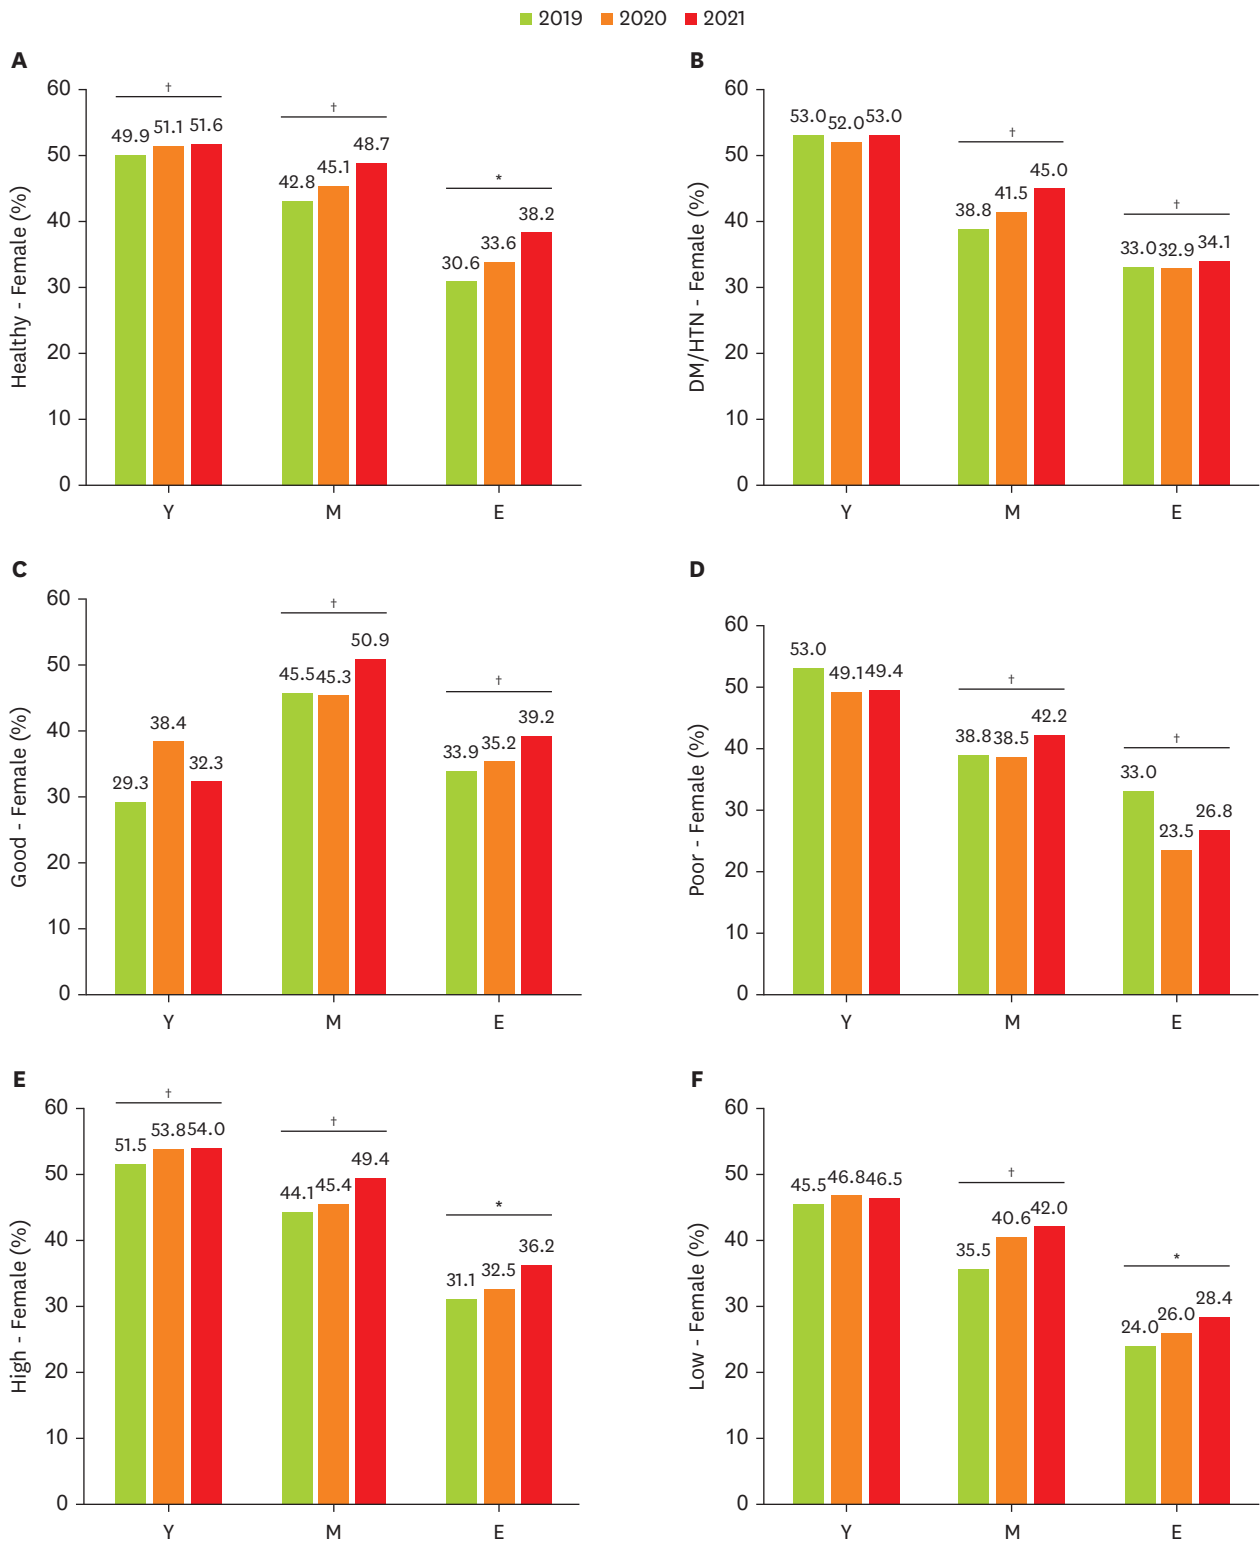 2019 2020 2021
A
Healthy - Female (%)
60
50
40
30
20
10
0
†
49.9 51.1 51.6
†
42.8 45.1 48.7
*
30.6 33.6 38.2
Y M E
B
DM/HTN - Female (%)
60
50
40
30
20
10
0
53.0 52.0 53.0
†
38.8 41.5 45.0
†
33.0 32.9 34.1
Y M E
C
Good - Female (%)
60
50
40
30
20
10
0
29.3 38.4 32.3
†
45.5 45.3 50.9
†
33.9 35.2 39.2
Y M E
D
Poor - Female (%)
60
50
40
30
20
10
0
53.0 49.1 49.4
†
38.8 38.5 42.2
†
33.0 23.5 26.8
Y M E
E
High - Female (%)
60
50
40
30
20
10
0
†
51.5 53.8 54.0
†
44.1 45.4 49.4
*
31.1 32.5 36.2
Y M E
F
Low - Female (%)
60
50
40
30
20
10
0
45.5 46.8 46.5
†
35.5 40.6 42.0
*
24.0 26.0 28.4
Y M E